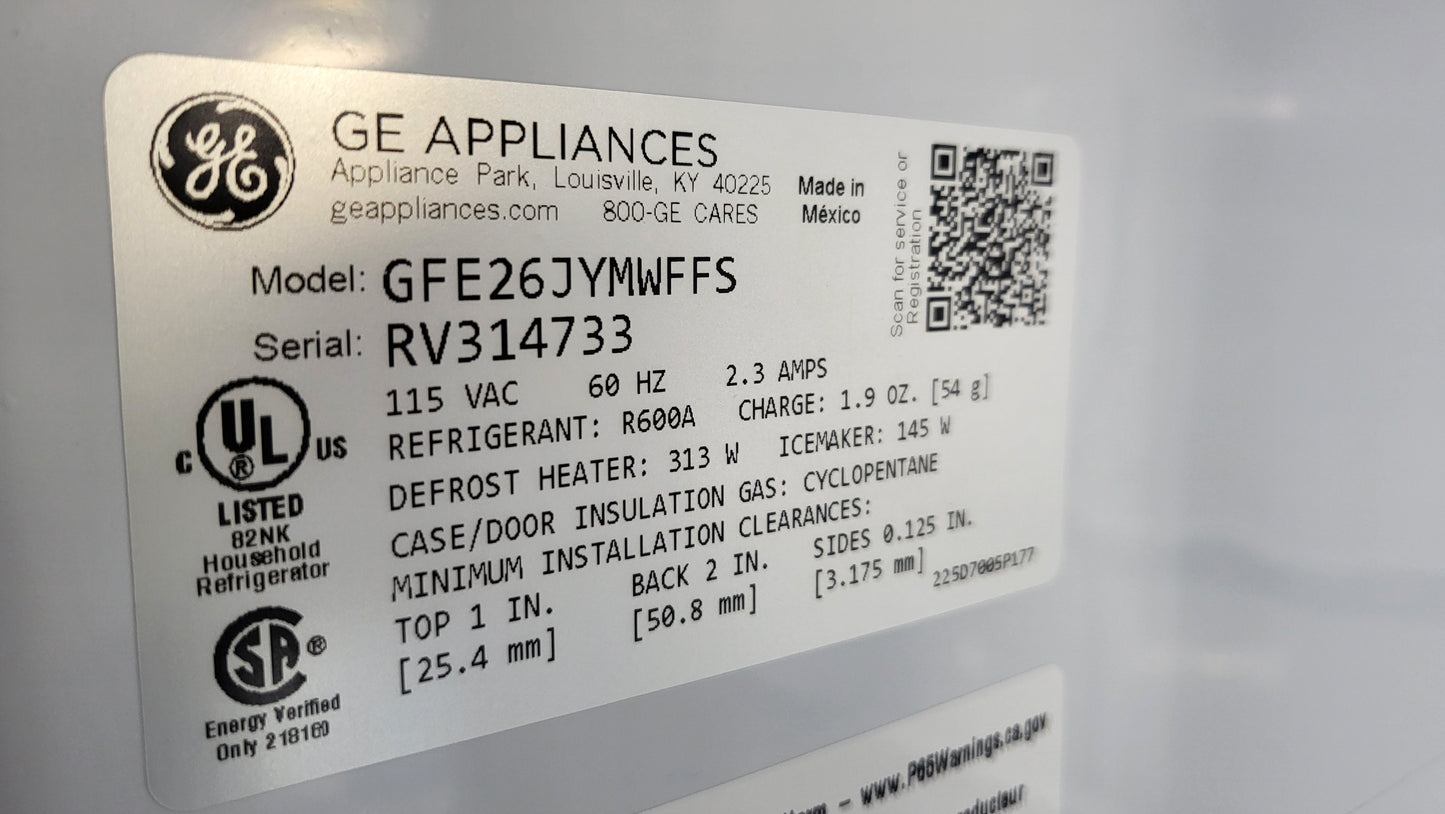 GE
GE APPLIANCES
Appliance Park, Louisville, KY 40225
geappliances.com 800-GE CARES
Made in
México
Scan for service or
Registration
Model: GFE26JYMWFFS
Serial: RV314733
115 VAC 60 HZ 2.3 AMPS
REFRIGERANT: R600A CHARGE: 1.9 OZ. [54 g]
DEFROST HEATER: 313 W ICEMAKER: 145 W
CASE/DOOR INSULATION GAS: CYCLOPENTANE
MINIMUM INSTALLATION CLEARANCES:
TOP 1 IN. BACK 2 IN. SIDES 0.125 IN.
[25.4 mm] [50.8 mm] [3.175 mm]
225D7005P177
C UL ® US
LISTED
82NK
Household
Refrigerator
SA ®
Energy Verified
Only 218160
– www.P65Warnings.ca.gov